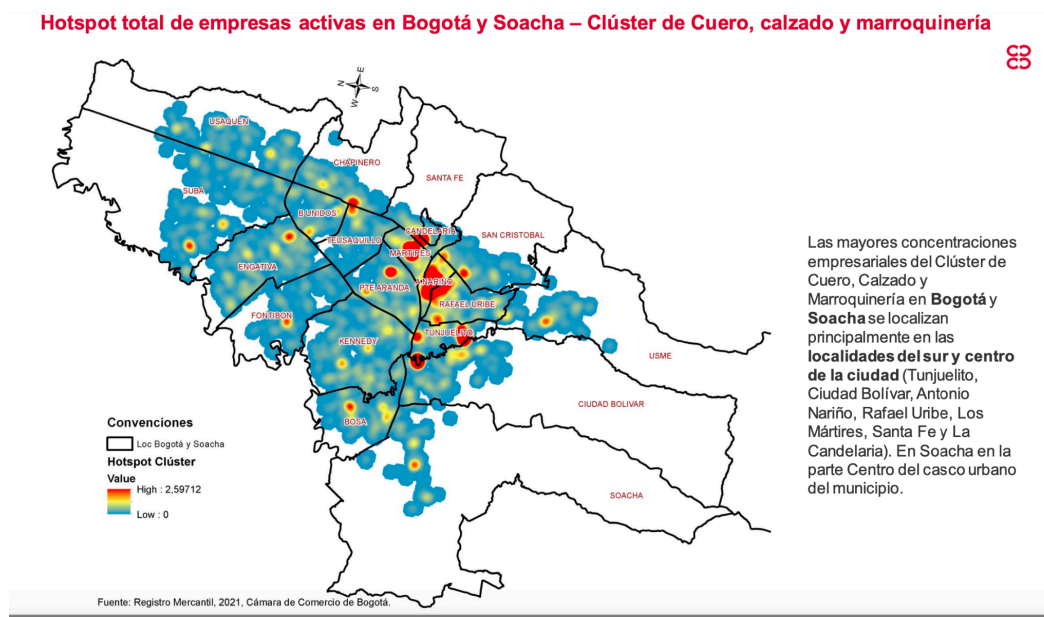 Hotspot total de empresas activas en Bogotá y Soacha – Clúster de Cuero, calzado y marroquinería
N
E
W
S
USAQUEN
CHAPINERO
SANTA FE
SUBA
B.UNIDOS
CANDELARIA
SAN CRISTOBAL
TEUSAQUILLO
MARTIRES
ENGATIVA
A.NARIÑO
PTE ARANDA
RAFAEL URIBE
FONTIBON
TUNJUELITO
KENNEDY
USME
CIUDAD BOLIVAR
BOSA
SOACHA
Las mayores concentraciones
empresariales del Clúster de
Cuero, Calzado y
Marroquinería en Bogotá y
Soacha se localizan
principalmente en las
localidades del sur y centro
de la ciudad (Tunjuelito,
Ciudad Bolívar, Antonio
Nariño, Rafael Uribe, Los
Mártires, Santa Fe y La
Candelaria). En Soacha en la
parte Centro del casco urbano
del municipio.
Convenciones
Loc Bogotá y Soacha
Hotspot Clúster
Value
High : 2,59712
Low : 0
Fuente: Registro Mercantil, 2021, Cámara de Comercio de Bogotá.